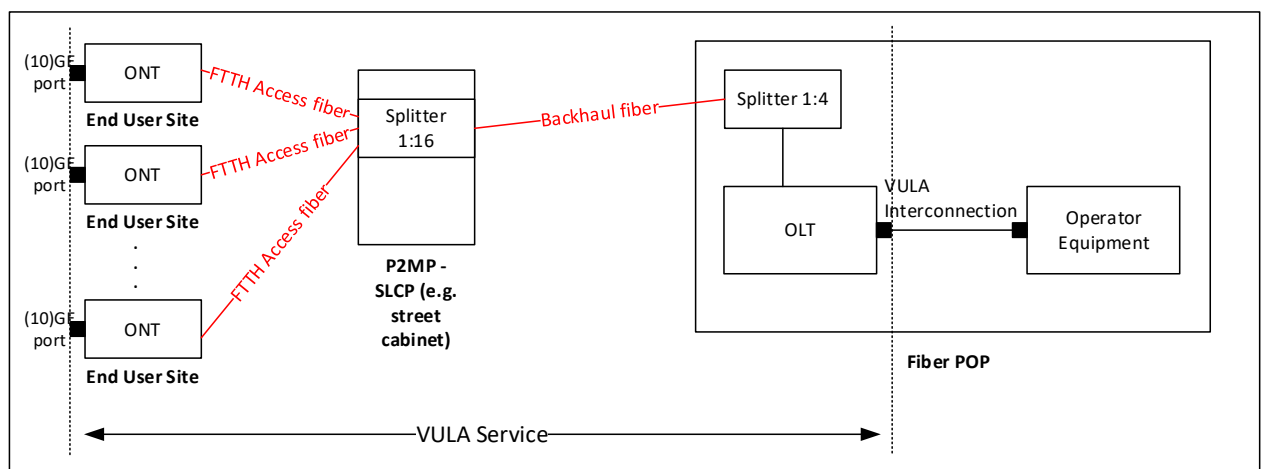 (10)GE
port
ONT
End User Site
FTTH Access fiber
(10)GE
port
ONT
End User Site
FTTH Access fiber
.
.
.
(10)GE
port
ONT
End User Site
FTTH Access fiber
Splitter
1:16
P2MP -
SLCP (e.g.
street
cabinet)
Backhaul fiber
Splitter 1:4
OLT
VULA
Interconnection
Operator
Equipment
Fiber POP
VULA Service